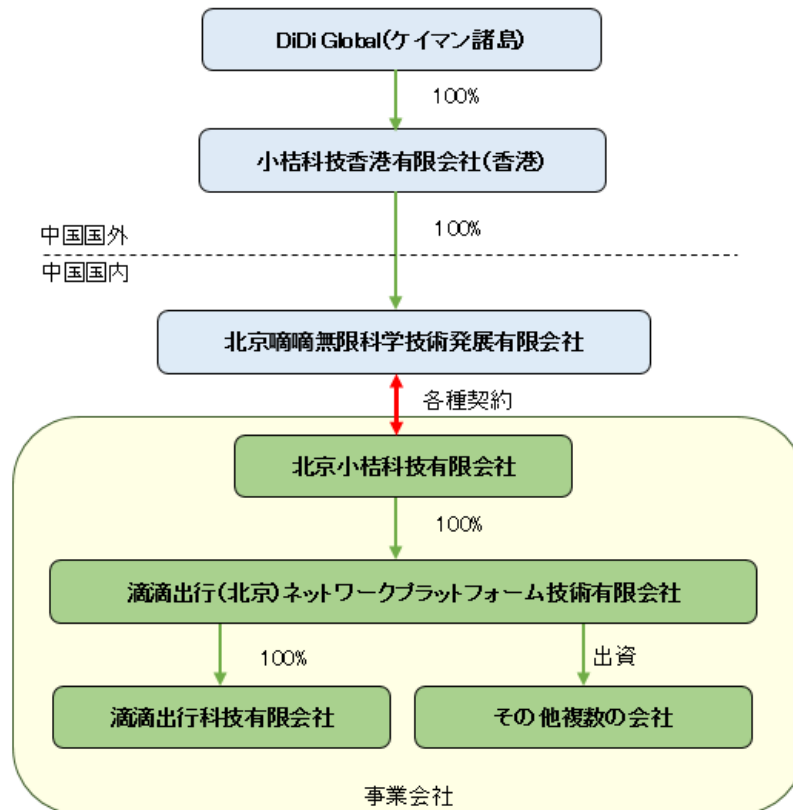 DiDi Global(ケイマン諸島)
100%
小桔科技香港有限会社(香港)
100%
中国国外
中国国内
北京嘀嘀無限科学技術発展有限会社
各種契約
北京小桔科技有限会社
100%
滴滴出行(北京)ネットワークプラットフォーム技術有限会社
100%
出資
滴滴出行科技有限会社
その他複数の会社
事業会社